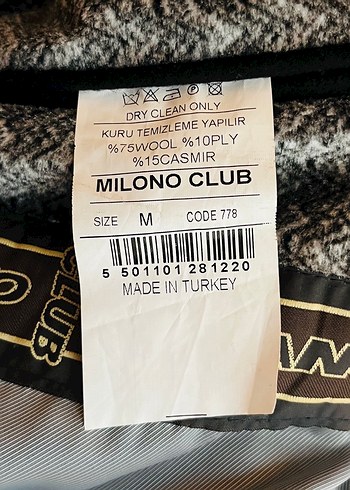 DRY CLEAN ONLY
KURU TEMIZLEME YAPILIR
%75WOOL %10PLY
%15CASMIR
MILONO CLUB
SIZE M CODE 778
5 501101 281220
MADE IN TURKEY
CLUB